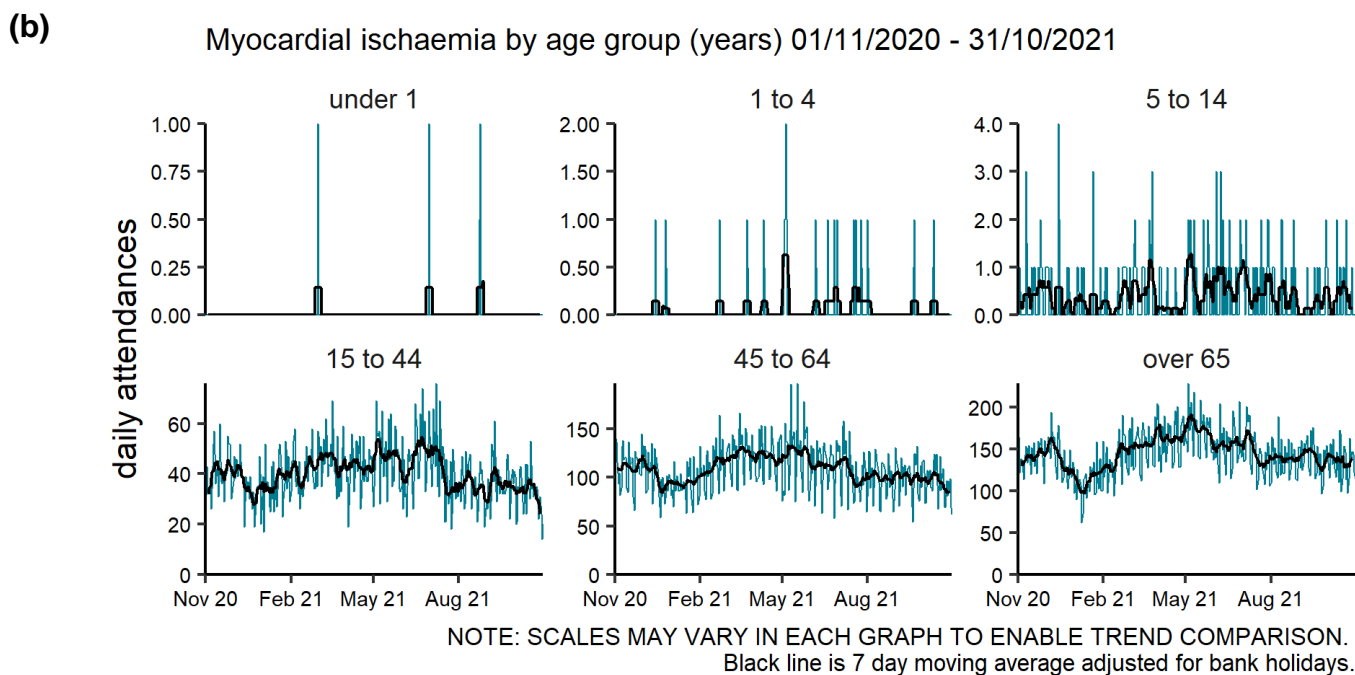 (b)
Myocardial ischaemia by age group (years) 01/11/2020 - 31/10/2021
daily attendances
under 1
1.00
0.75
0.50
0.25
0.00
1 to 4
2.00
1.50
1.00
0.50
0.00
5 to 14
4.0
3.0
2.0
1.0
0.0
15 to 44
60
40
20
0
Nov 20 Feb 21 May 21 Aug 21
45 to 64
150
100
50
0
Nov 20 Feb 21 May 21 Aug 21
over 65
200
150
100
50
0
Nov 20 Feb 21 May 21 Aug 21
NOTE: SCALES MAY VARY IN EACH GRAPH TO ENABLE TREND COMPARISON.
Black line is 7 day moving average adjusted for bank holidays.